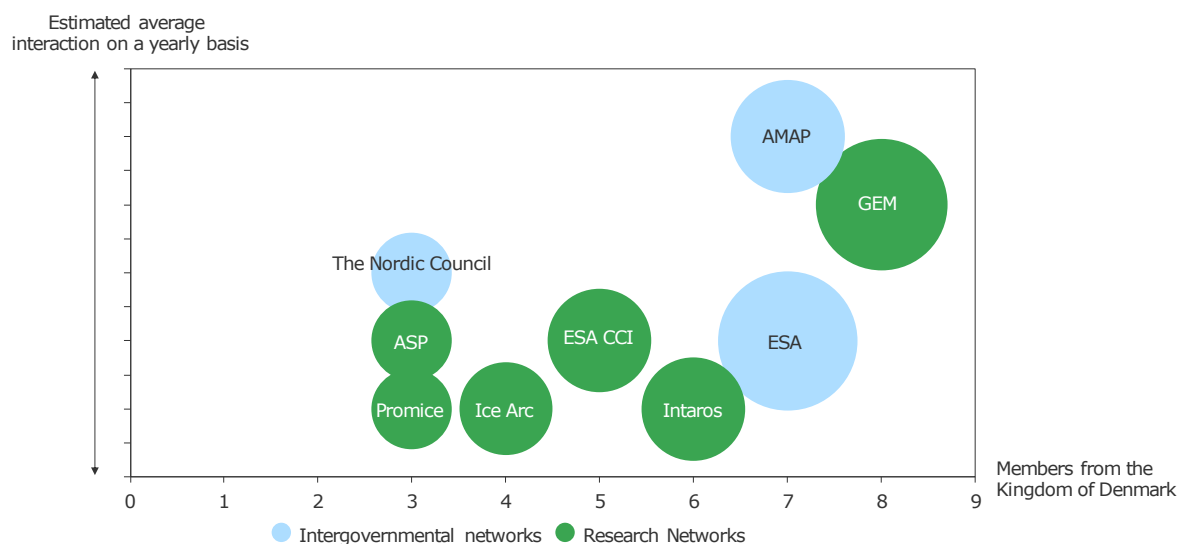 Estimated average
interaction on a yearly basis
AMAP
GEM
The Nordic Council
ASP
ESA CCI
ESA
Promice
Ice Arc
Intaros
Members from the
Kingdom of Denmark
0 1 2 3 4 5 6 7 8 9
Intergovernmental networks Research Networks